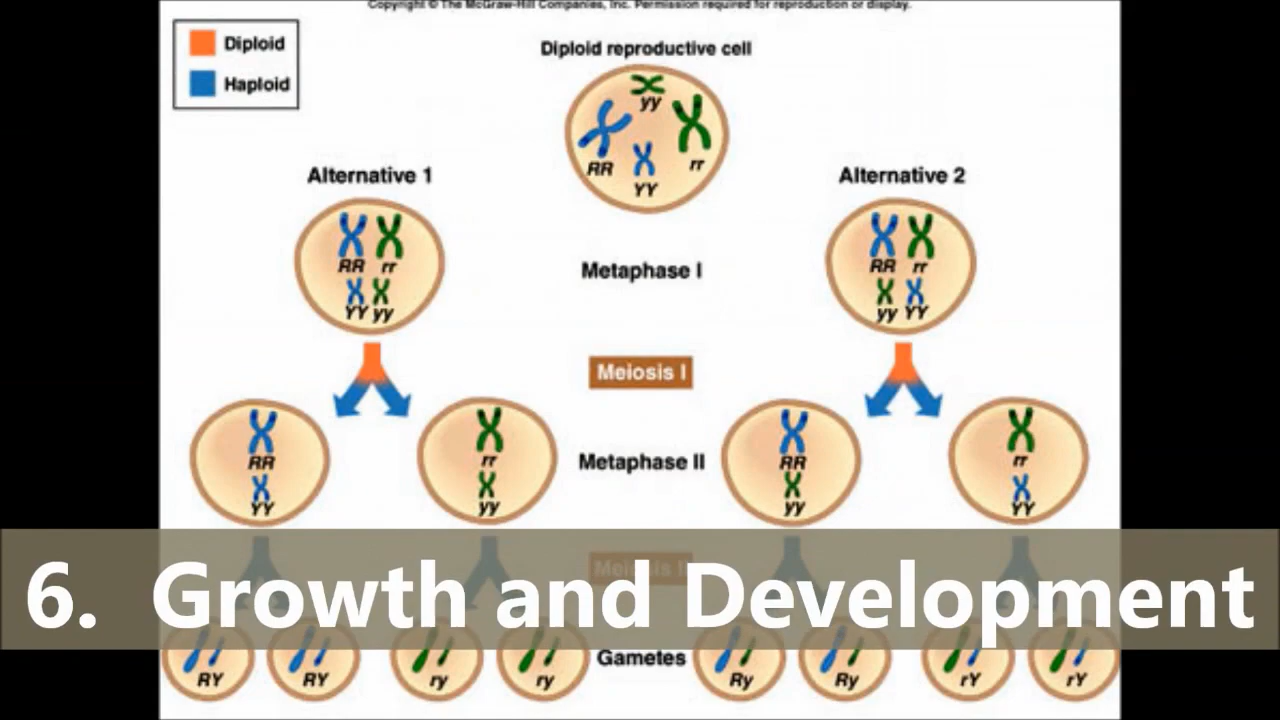 Copyright © The McGraw-Hill Companies, Inc. Permission required for reproduction or display.
Diploid
Haploid
Diploid reproductive cell
yy
RR
rr
YY
Alternative 1
Alternative 2
RR rr
YY yy
Metaphase I
RR rr
yy YY
Meiosis I
RR
YY
rr
yy
Metaphase II
RR
yy
rr
YY
Meiosis II
6. Growth and Development
RY
RY
ry
ry
Gametes
Ry
Ry
rY
rY